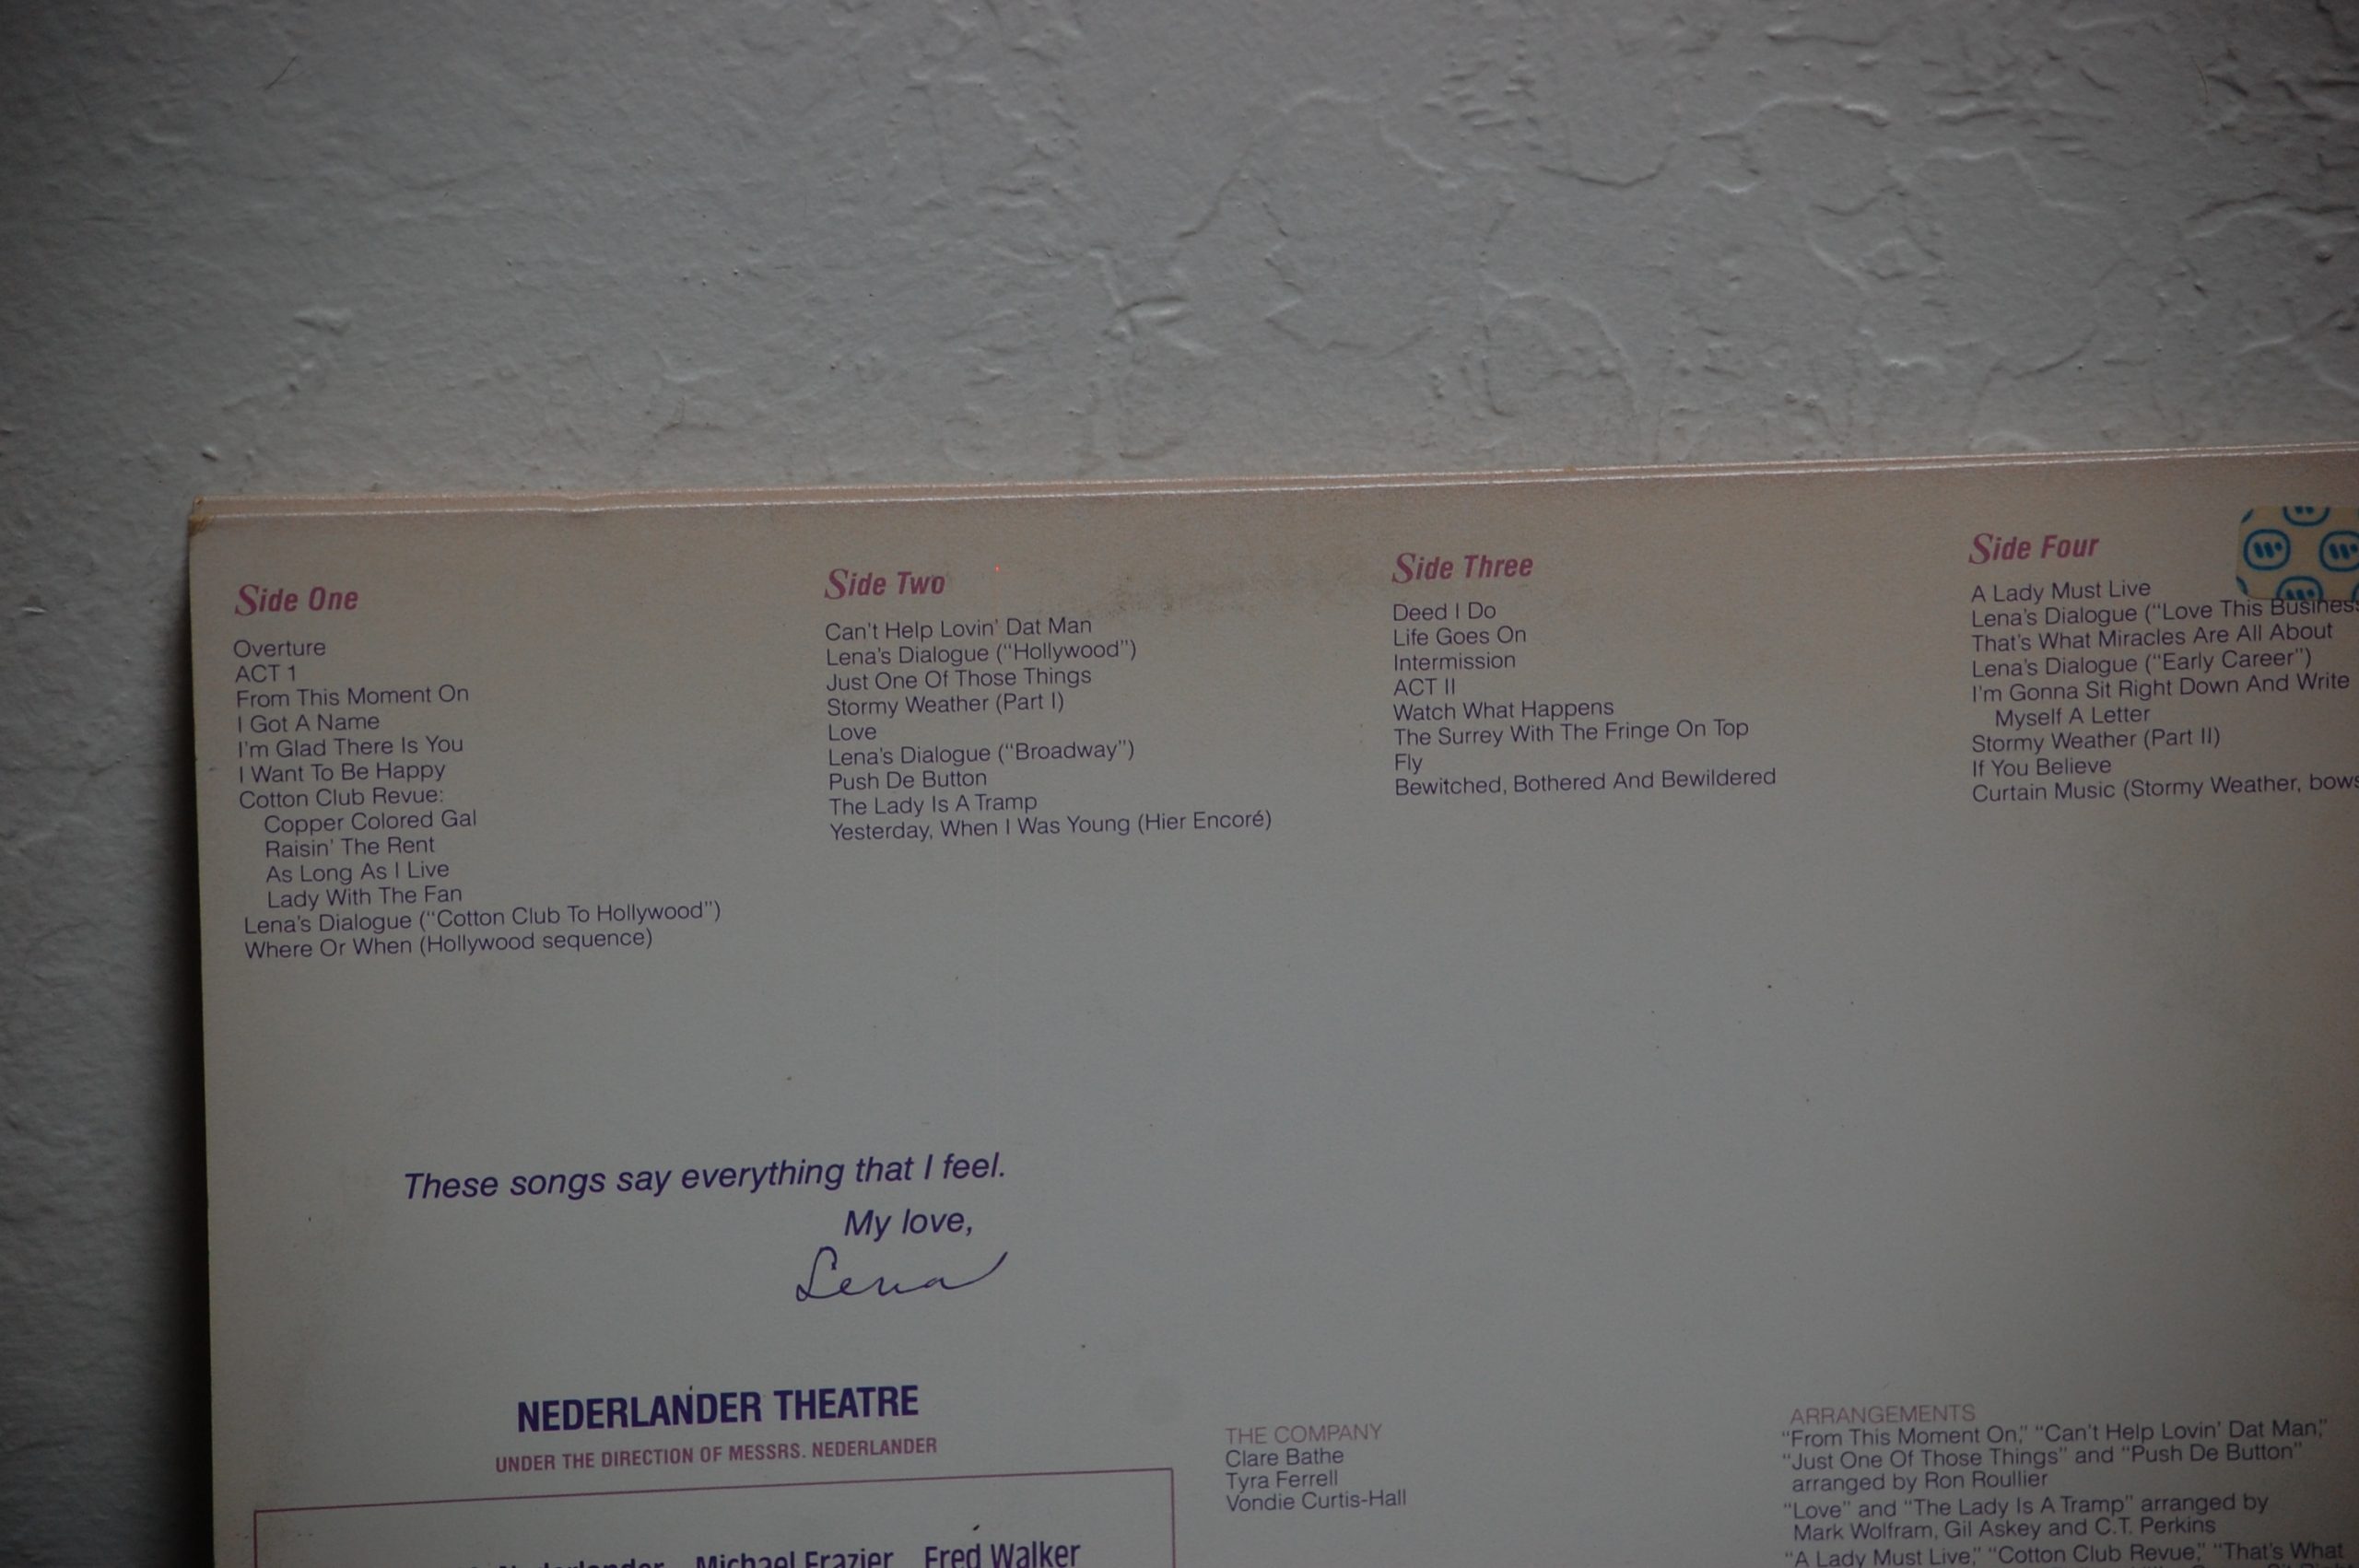 Side One
Overture
ACT 1
From This Moment On
I Got A Name
I'm Glad There Is You
I Want To Be Happy
Cotton Club Revue:
Copper Colored Gal
Raisin' The Rent
As Long As I Live
Lady With The Fan
Lena's Dialogue ("Cotton Club To Hollywood")
Where Or When (Hollywood sequence)
Side Two
Can't Help Lovin' Dat Man
Lena's Dialogue ("Hollywood")
Just One Of Those Things
Stormy Weather (Part I)
Love
Lena's Dialogue ("Broadway")
Push De Button
The Lady Is A Tramp
Yesterday, When I Was Young (Hier Encoré)
Side Three
Deed I Do
Life Goes On
Intermission
ACT II
Watch What Happens
The Surrey With The Fringe On Top
Fly
Bewitched, Bothered And Bewildered
Side Four
A Lady Must Live
Lena's Dialogue ("Love This Business
That's What Miracles Are All About
Lena's Dialogue ("Early Career")
I'm Gonna Sit Right Down And Write
Myself A Letter
Stormy Weather (Part II)
If You Believe
Curtain Music (Stormy Weather, bows
These songs say everything that I feel.
My love,
Lena
NEDERLANDER THEATRE
UNDER THE DIRECTION OF MESSRS. NEDERLANDER
Nederlander Michael Frazier Fred Walker
THE COMPANY
Clare Bathe
Tyra Ferrell
Vondie Curtis-Hall
ARRANGEMENTS
"From This Moment On," "Can't Help Lovin' Dat Man,"
"Just One Of Those Things" and "Push De Button"
arranged by Ron Roullier
"Love" and "The Lady Is A Tramp" arranged by
Mark Wolfram, Gil Askey and C.T. Perkins
"A Lady Must Live," "Cotton Club Revue," "That's What